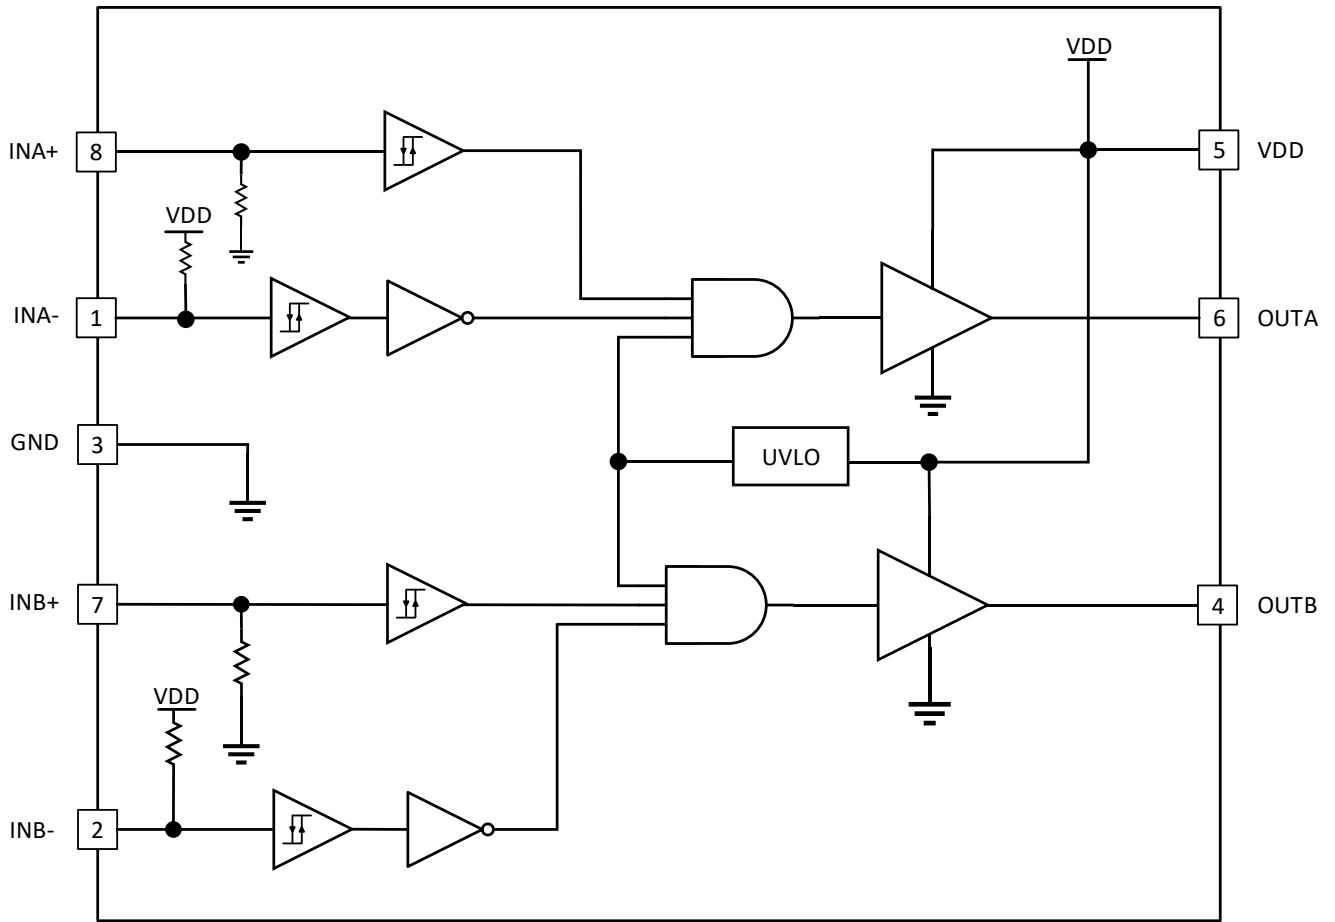 VDD
INA+ 8
5 VDD
VDD
INA- 1
6 OUTA
GND 3
UVLO
INB+ 7
4 OUTB
VDD
INB- 2